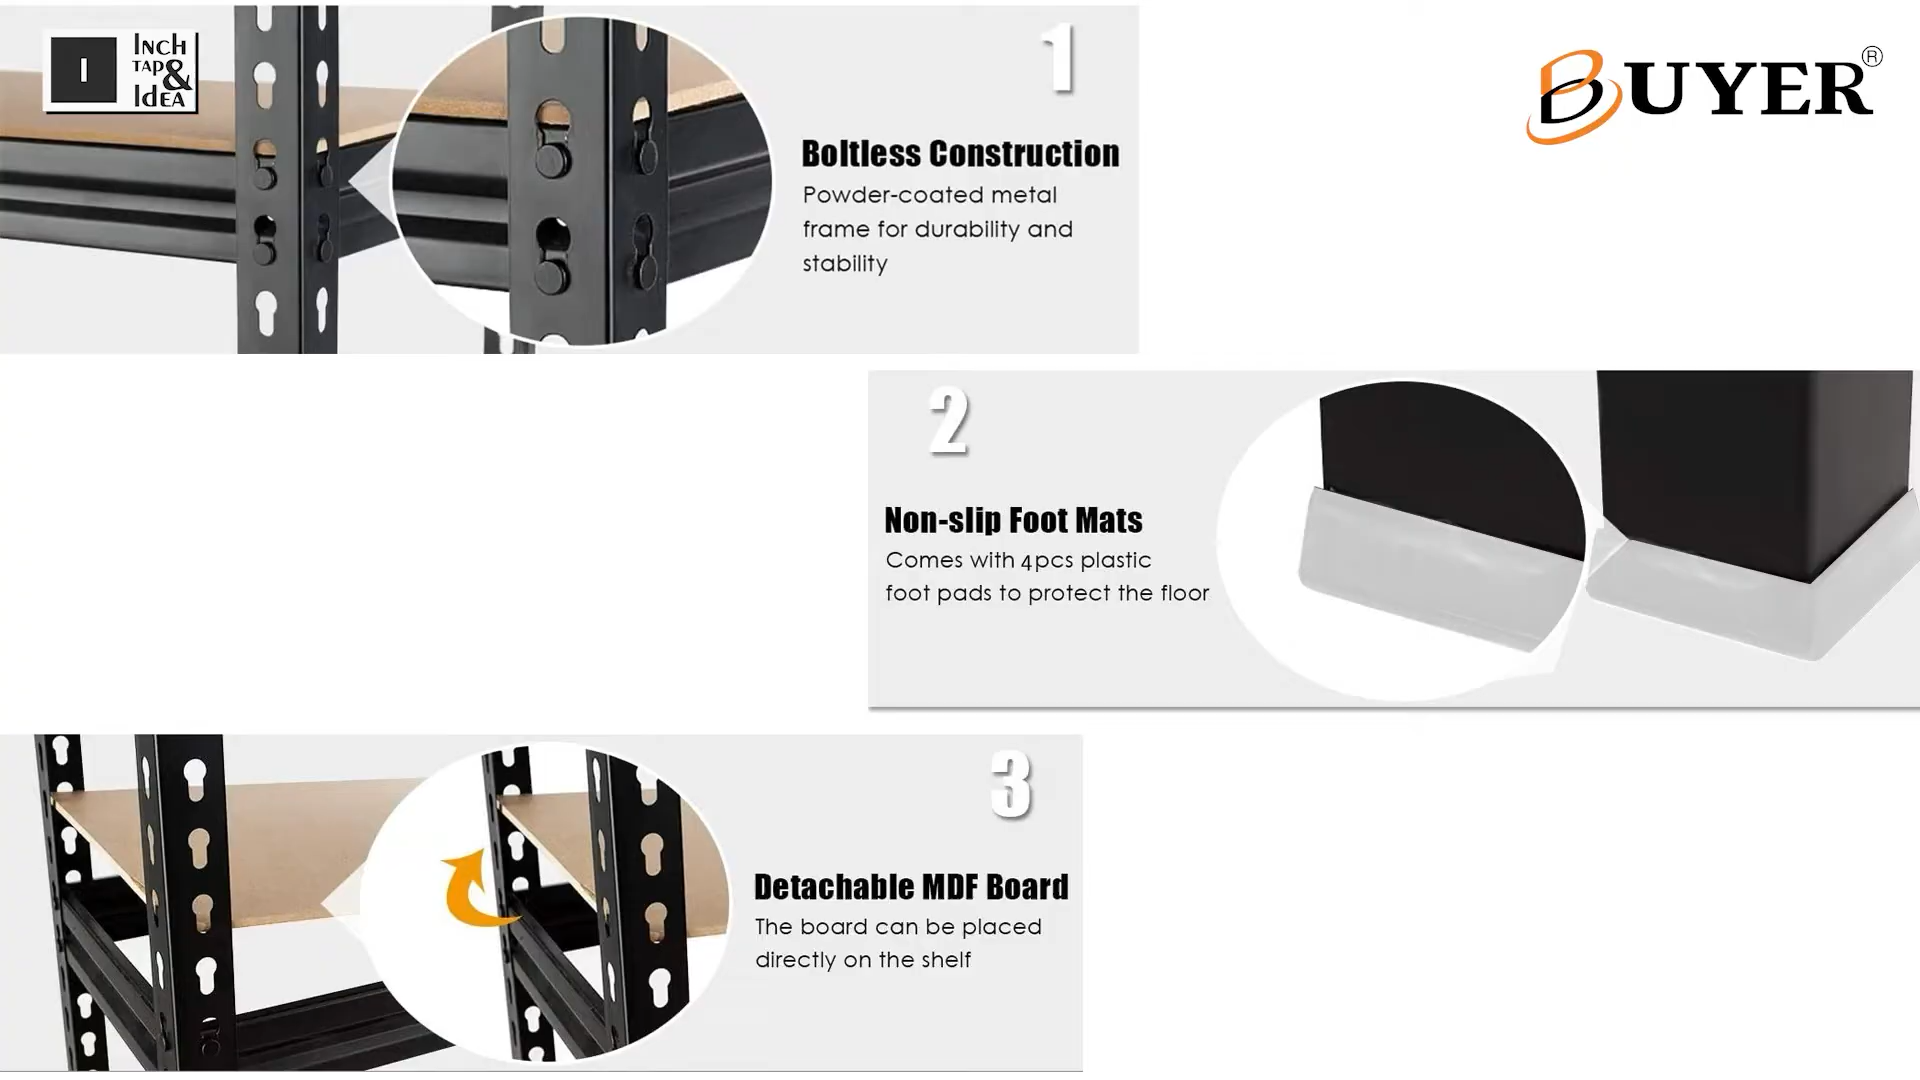 I
INCH
TAP &
IdEA
BUYER®
1
Boltless Construction
Powder-coated metal
frame for durability and
stability
2
Non-slip Foot Mats
Comes with 4pcs plastic
foot pads to protect the floor
3
Detachable MDF Board
The board can be placed
directly on the shelf